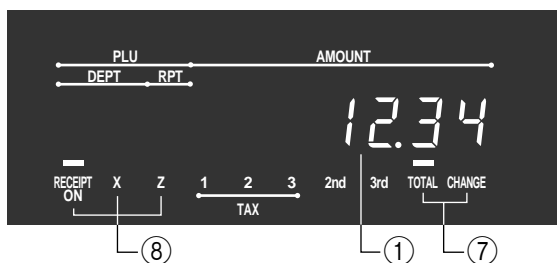 PLU AMOUNT
DEPT RPT
12.34
RECEIPT ON X Z 1 2 3 2nd 3rd TOTAL CHANGE
TAX
⑧ ① ⑦